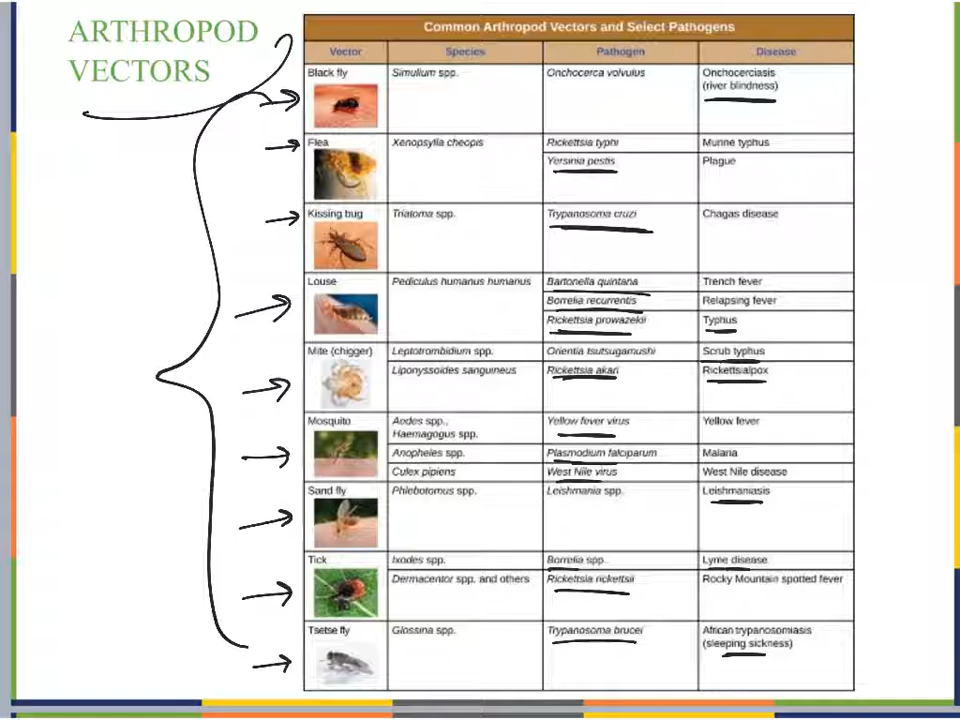 ARTHROPOD
VECTORS
Common Arthropod Vectors and Select Pathogens
Vector Species Pathogen Disease
Black fly Simulium spp. Onchocerca volvulus Onchocerciasis
(river blindness)
Flea Xenopsylla cheopis Rickettsia typhi Murine typhus
Yersinia pestis Plague
Kissing bug Triatoma spp. Trypanosoma cruzi Chagas disease
Louse Pediculus humanus humanus Bartonella quintana Trench fever
Borrelia recurrentis Relapsing fever
Rickettsia prowazekii Typhus
Mite (chigger) Leptotrombidium spp. Orientia tsutsugamushi Scrub typhus
Liponyssoides sanguineus Rickettsia akari Rickettsialpox
Mosquito Aedes spp., Yellow fever virus Yellow fever
Haemagogus spp.
Anopheles spp. Plasmodium falciparum Malaria
Culex pipiens West Nile virus West Nile disease
Sand fly Phlebotomus spp. Leishmania spp. Leishmaniasis
Tick Ixodes spp. Borrelia spp. Lyme disease
Dermacentor spp. and others Rickettsia rickettsii Rocky Mountain spotted fever
Tsetse fly Glossina spp. Trypanosoma brucei African trypanosomiasis
(sleeping sickness)